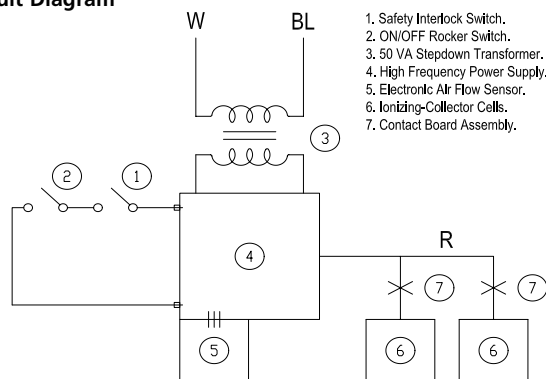 uit Diagram
W BL
1. Safety Interlock Switch.
2. ON/OFF Rocker Switch.
3. 50 VA Stepdown Transformer.
4. High Frequency Power Supply.
5. Electronic Air Flow Sensor.
6. Ionizing-Collector Cells.
7. Contact Board Assembly.
3
2 1
R
4
7 7
5 6 6